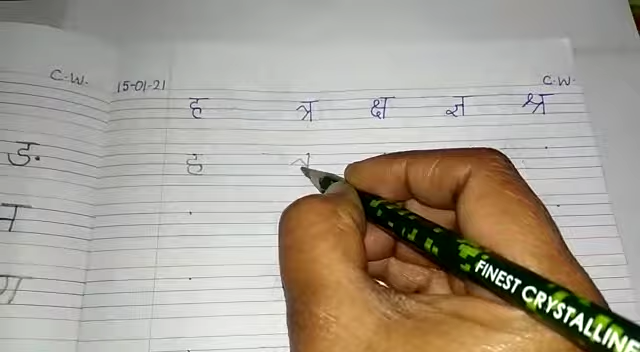 C.W.
15-01-21 C.W.
ह त्र क्ष ज्ञ श्र
ड.
ह त्र
न
ण
FINEST CRYSTALLINE